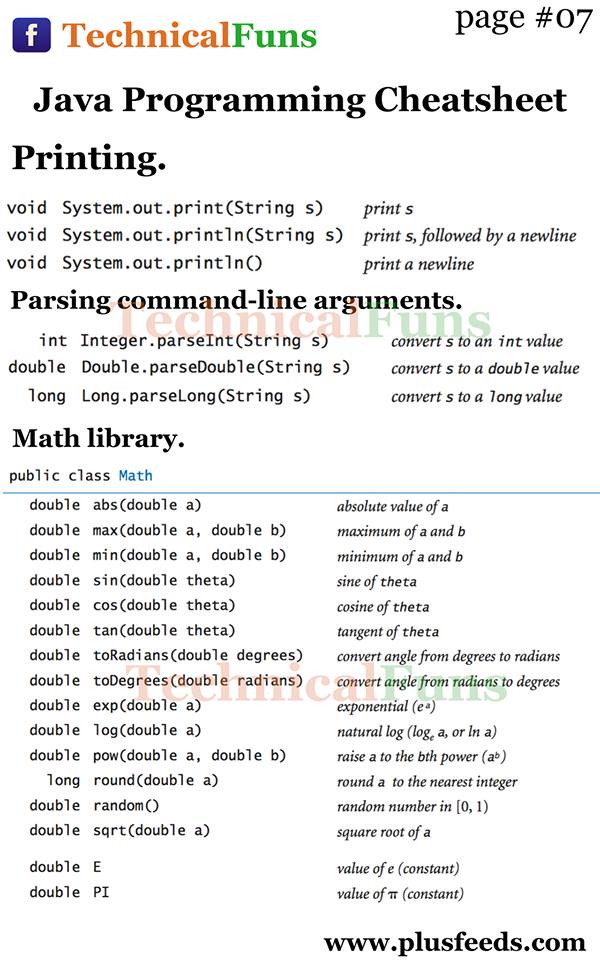 f TechnicalFuns
page #07
Java Programming Cheatsheet
Printing.
void System.out.print(String s) print s
void System.out.println(String s) print s, followed by a newline
void System.out.println() print a newline
Parsing command-line arguments.
TechnicalFuns
int Integer.parseInt(String s) convert s to an int value
double Double.parseDouble(String s) convert s to a double value
long Long.parseLong(String s) convert s to a long value
Math library.
public class Math
double abs(double a) absolute value of a
double max(double a, double b) maximum of a and b
double min(double a, double b) minimum of a and b
double sin(double theta) sine of theta
double cos(double theta) cosine of theta
double tan(double theta) tangent of theta
double toRadians(double degrees) convert angle from degrees to radians
TechnicalFuns
double toDegrees(double radians) convert angle from radians to degrees
double exp(double a) exponential (eᵃ)
double log(double a) natural log (logₑ a, or ln a)
double pow(double a, double b) raise a to the bth power (aᵇ)
long round(double a) round a to the nearest integer
double random() random number in [0, 1)
double sqrt(double a) square root of a
double E value of e (constant)
double PI value of π (constant)
www.plusfeeds.com